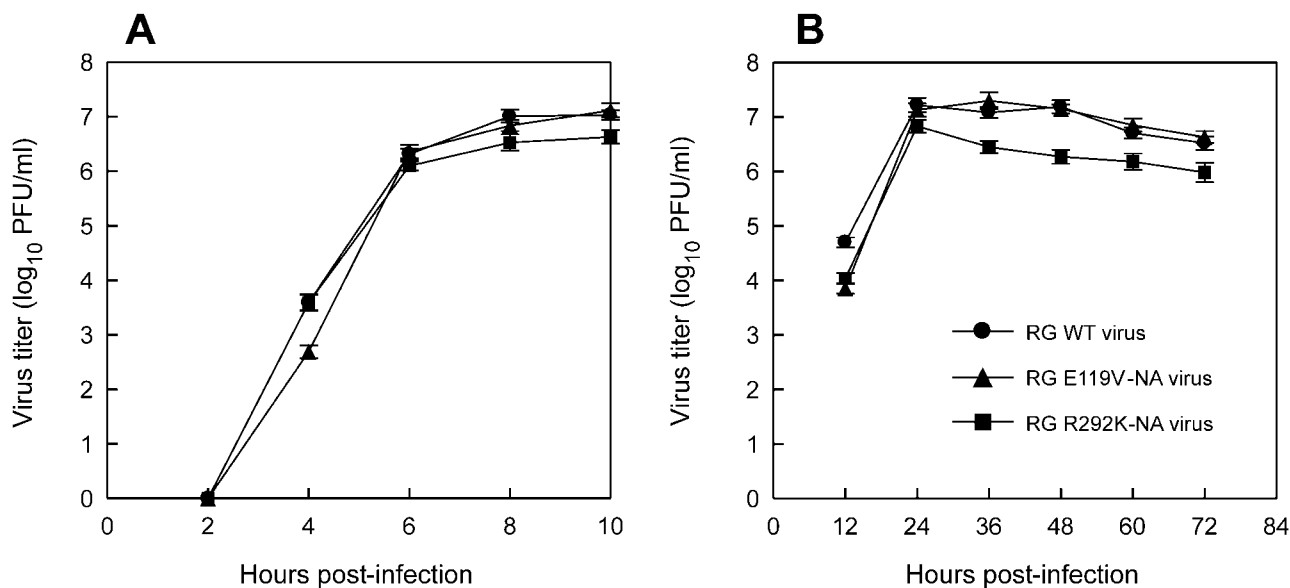 A
Virus titer (log10 PFU/ml)
8
7
6
5
4
3
2
1
0
0 2 4 6 8 10
Hours post-infection
B
Virus titer (log10 PFU/ml)
8
7
6
5
4
3
2
1
0
RG WT virus
RG E119V-NA virus
RG R292K-NA virus
0 12 24 36 48 60 72 84
Hours post-infection